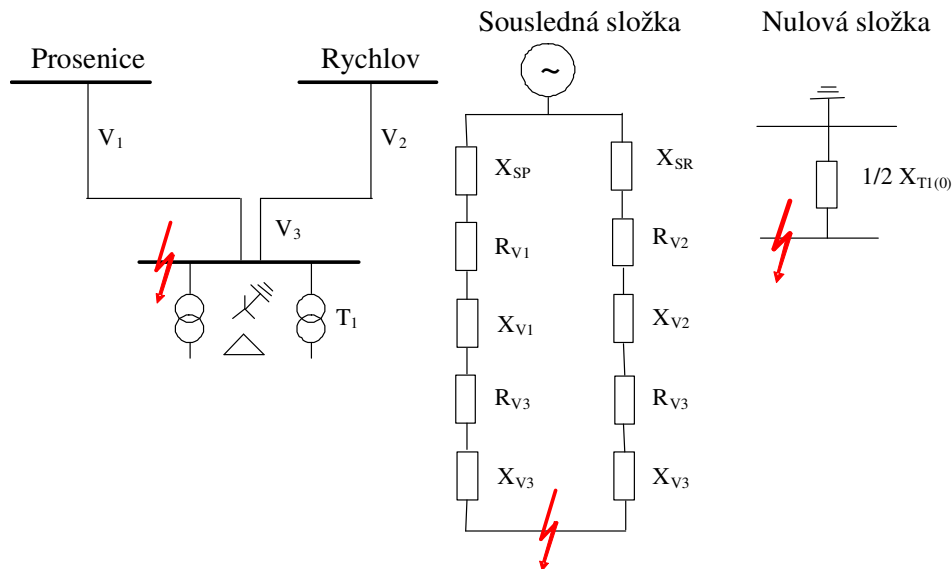 Sousledná složka
Nulová složka
Prosenice
Rychlov
~
V1
V2
V3
T1
XSP
RV1
XV1
RV3
XV3
XSR
RV2
XV2
RV3
XV3
1/2 XT1(0)